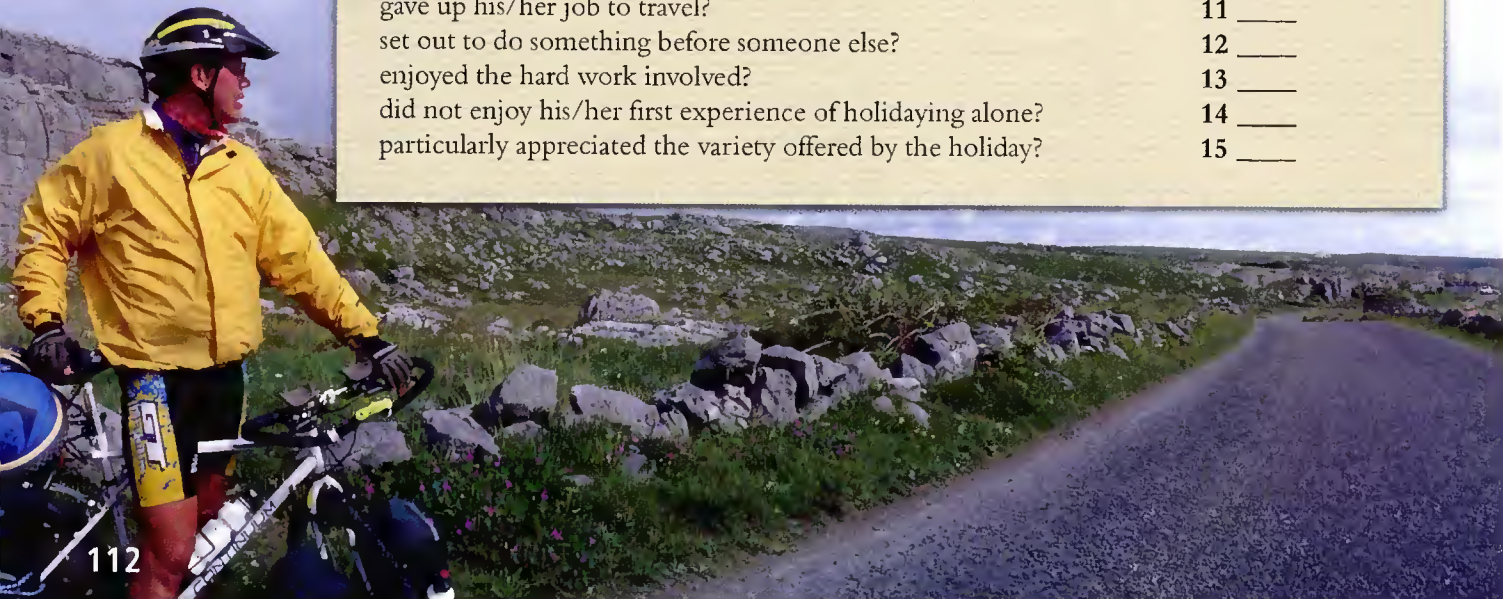 gave up his/her job to travel? 11 ____
set out to do something before someone else? 12 ____
enjoyed the hard work involved? 13 ____
did not enjoy his/her first experience of holidaying alone? 14 ____
particularly appreciated the variety offered by the holiday? 15 ____
CONTINUUM
112